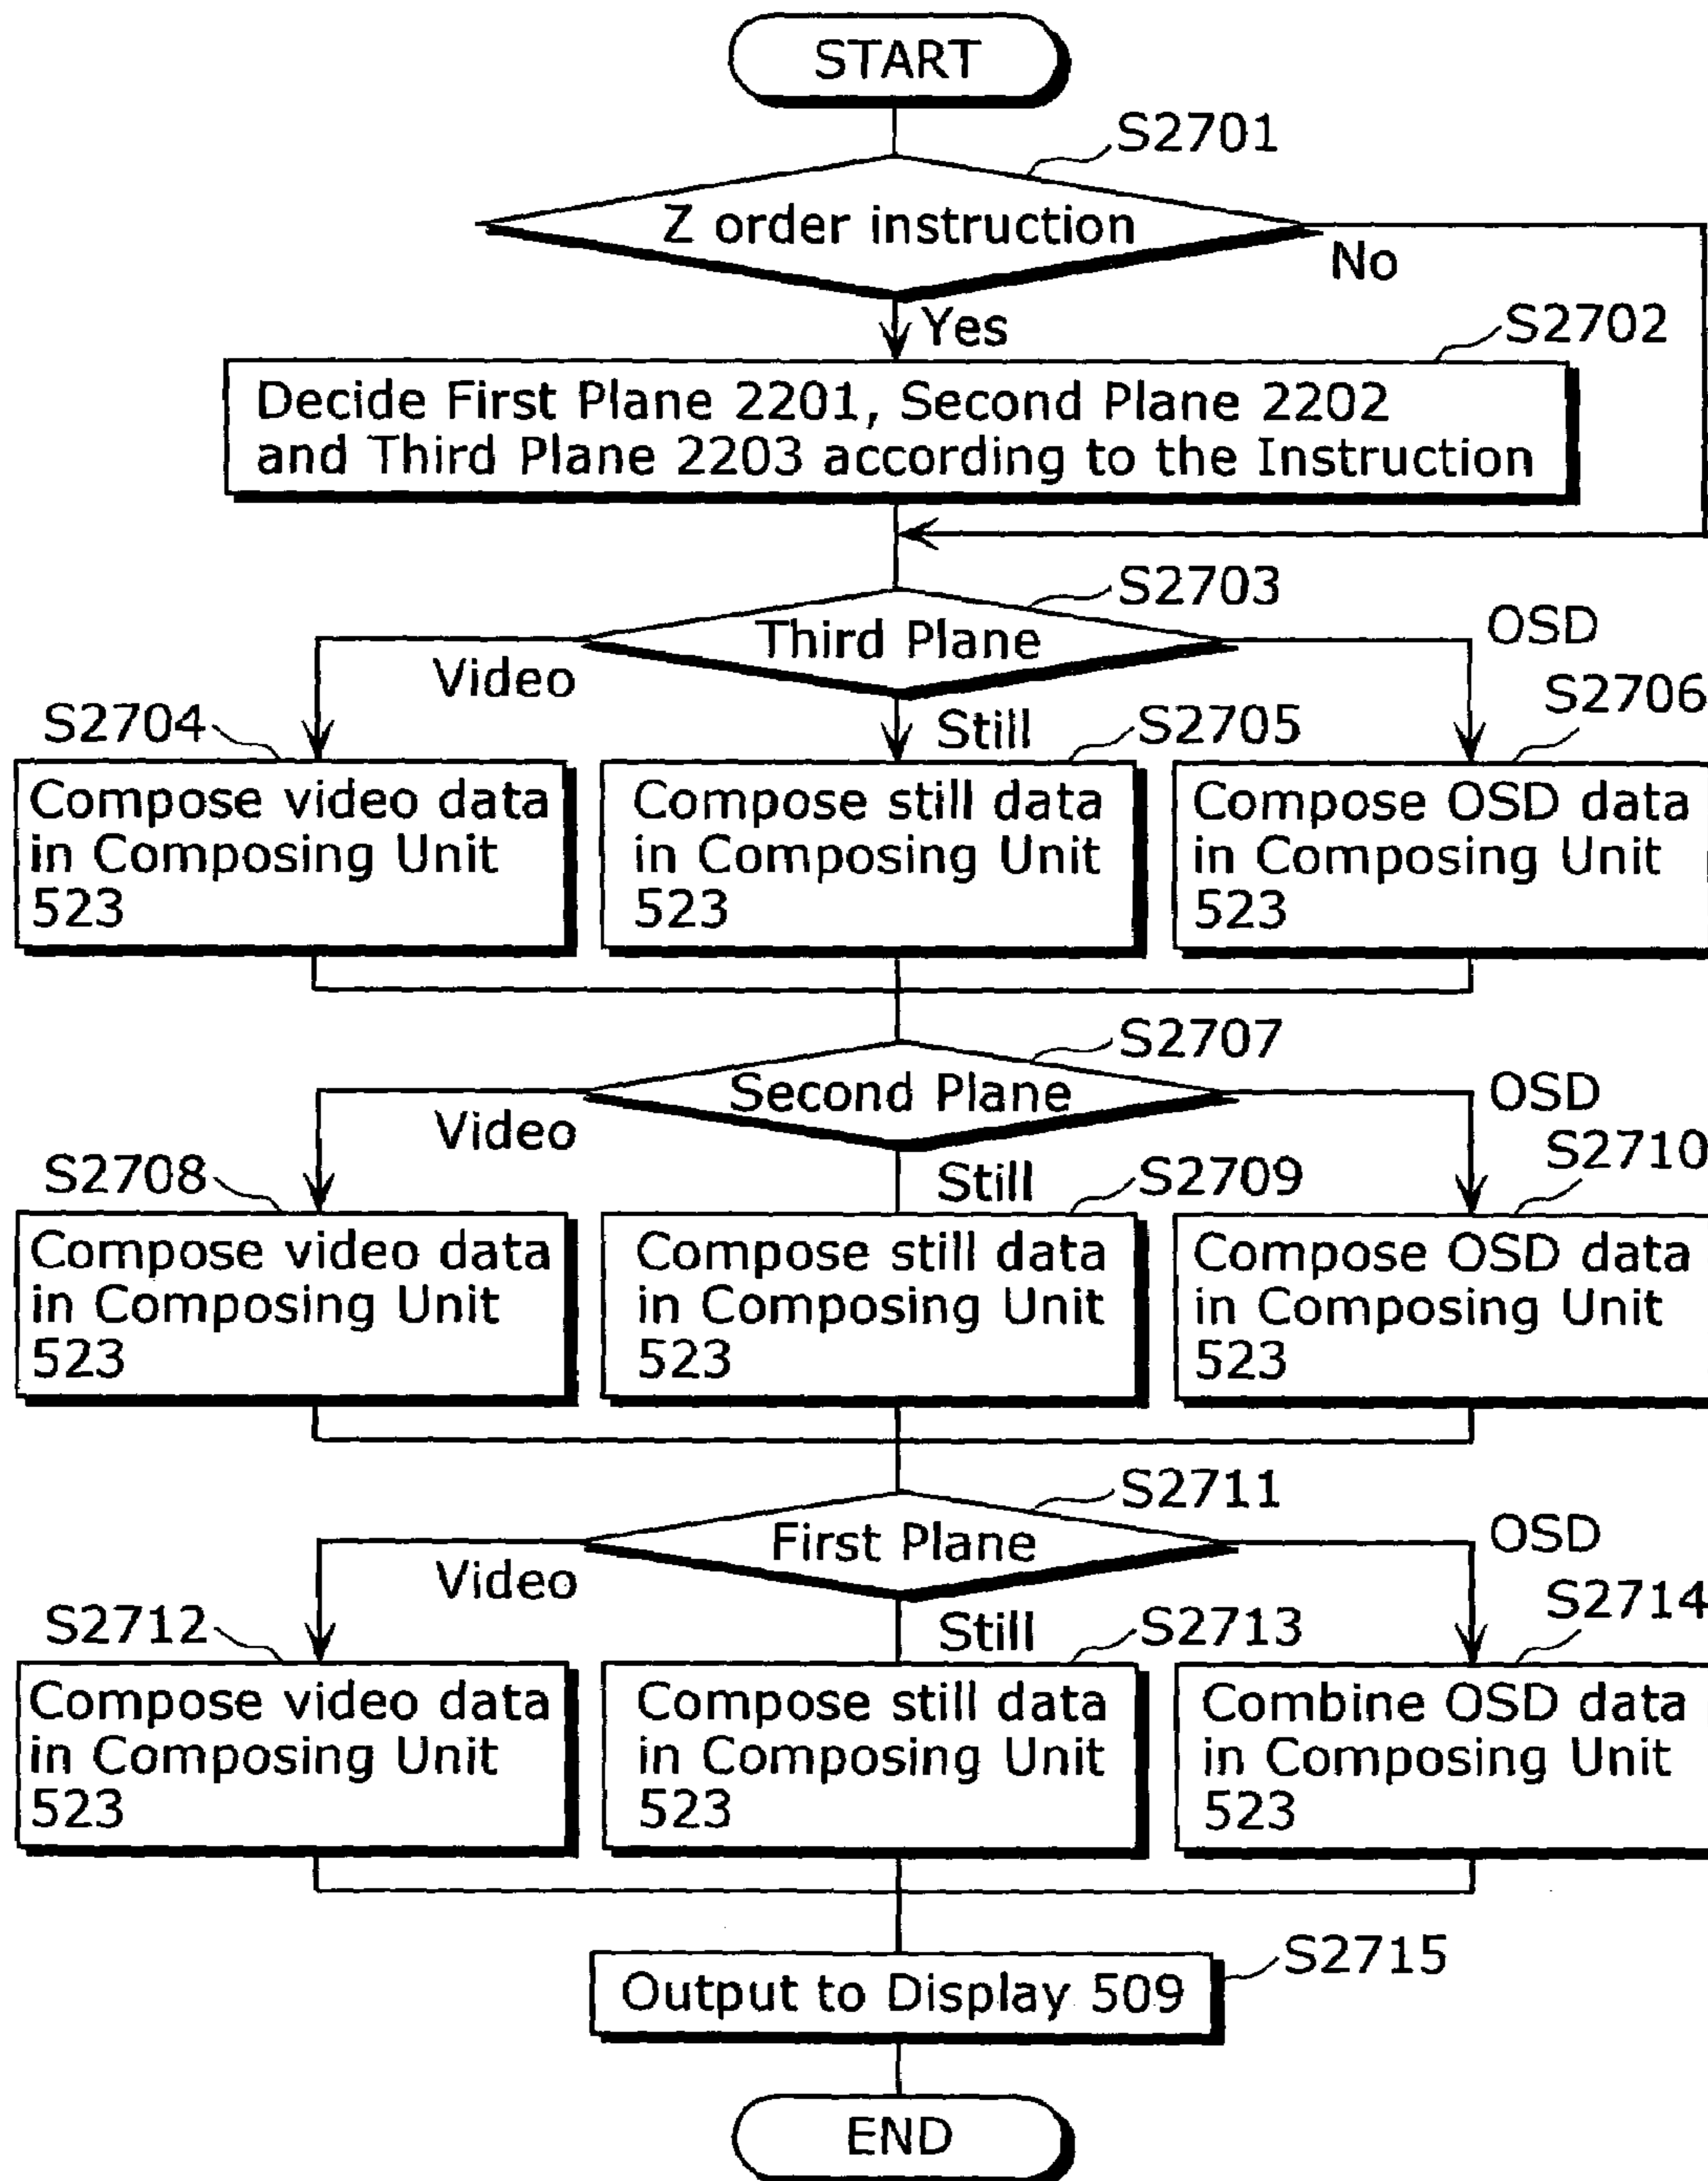 START
S2701
Z order instruction
No
Yes
S2702
Decide First Plane 2201, Second Plane 2202
and Third Plane 2203 according to the Instruction
S2703
Third Plane
Video
Still
OSD
S2704
S2705
S2706
Compose video data
in Composing Unit
523
Compose still data
in Composing Unit
523
Compose OSD data
in Composing Unit
523
S2707
Second Plane
Video
Still
OSD
S2708
S2709
S2710
Compose video data
in Composing Unit
523
Compose still data
in Composing Unit
523
Compose OSD data
in Composing Unit
523
S2711
First Plane
Video
Still
OSD
S2712
S2713
S2714
Compose video data
in Composing Unit
523
Compose still data
in Composing Unit
523
Combine OSD data
in Composing Unit
523
S2715
Output to Display 509
END